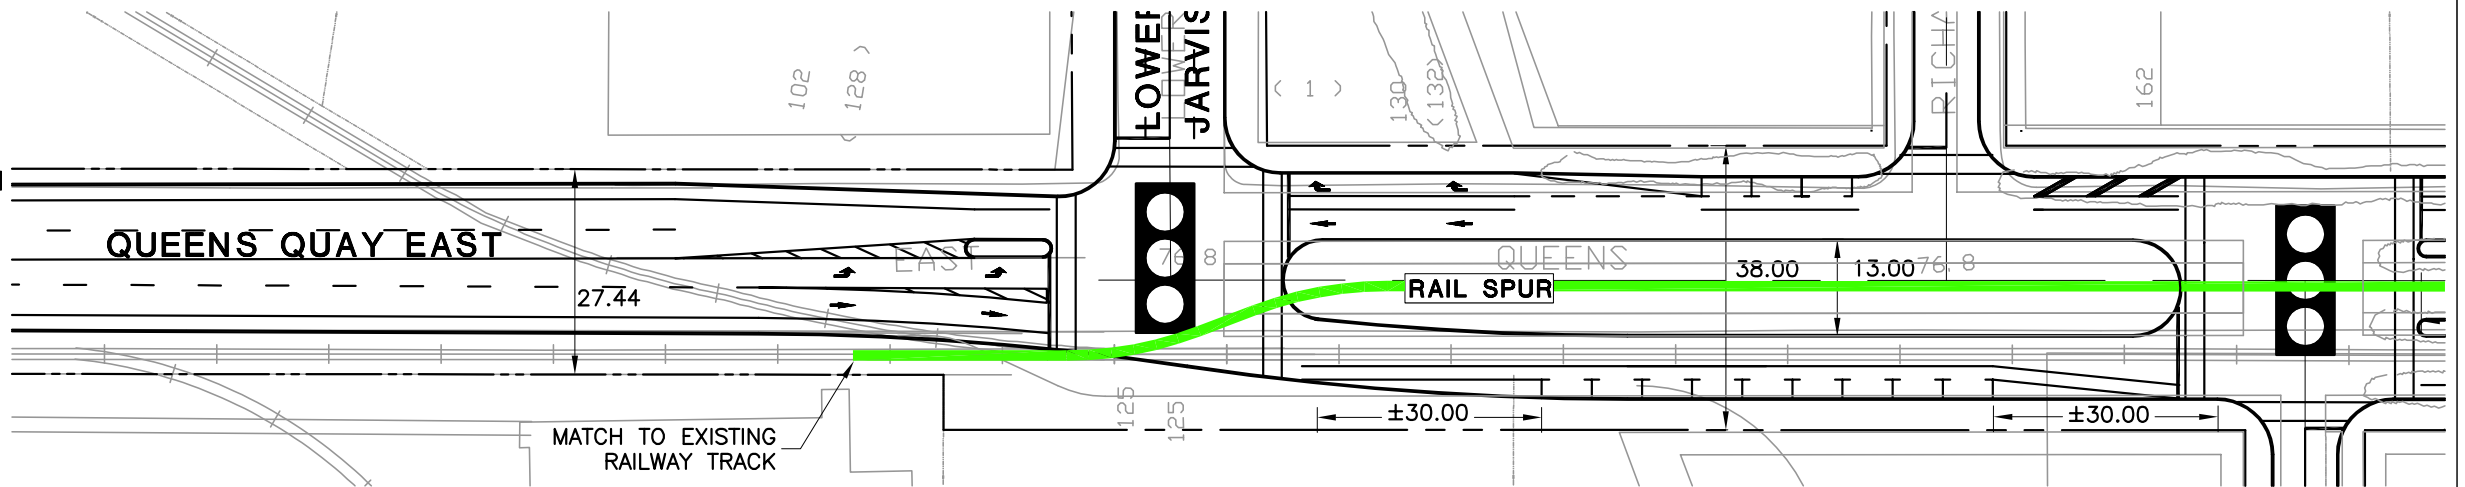 LOWER
JARVIS
LOWER
RICHA
102
( 128 )
( 1 )
130
( 132)
162
QUEENS QUAY EAST
EAST
76.8
QUEENS
38.00
13.00
76.8
27.44
RAIL SPUR
±30.00
±30.00
125
125
MATCH TO EXISTING
RAILWAY TRACK